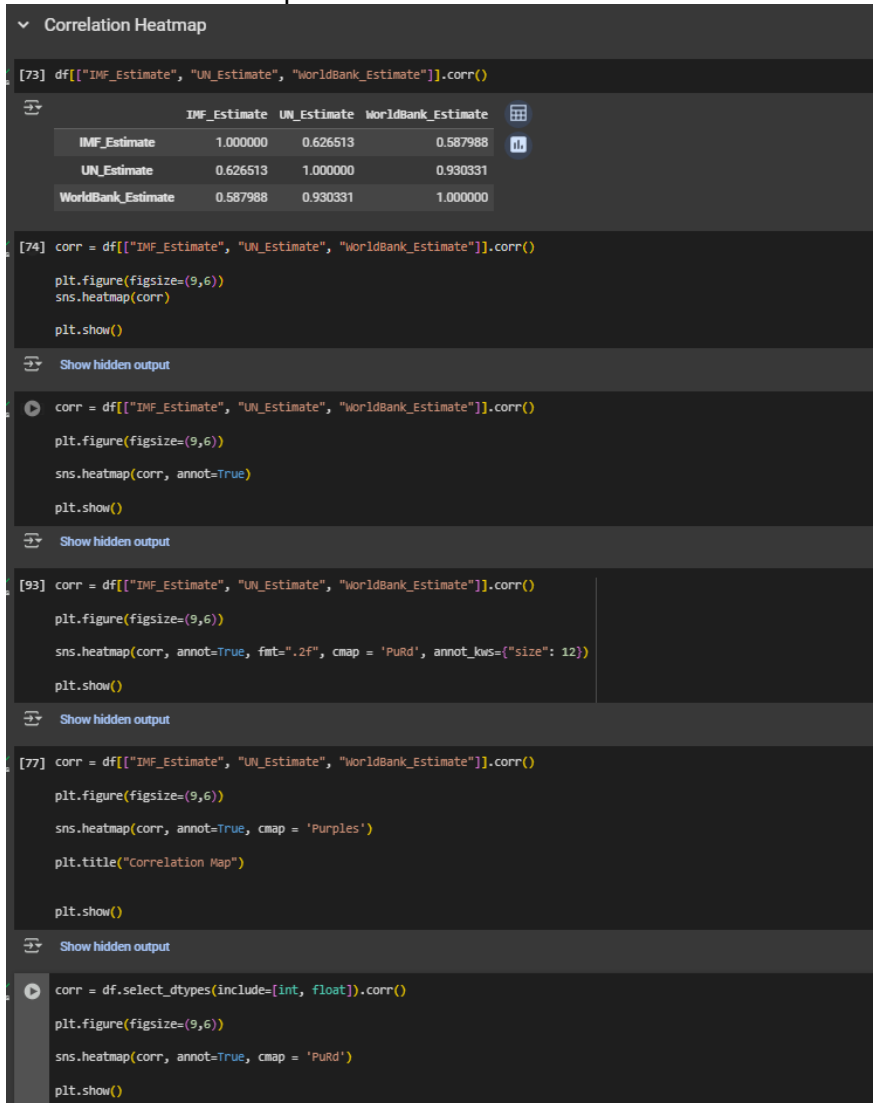 Correlation Heatmap
[73] df[["IMF_Estimate", "UN_Estimate", "WorldBank_Estimate"]].corr()
IMF_Estimate UN_Estimate WorldBank_Estimate
IMF_Estimate 1.000000 0.626513 0.587988
UN_Estimate 0.626513 1.000000 0.930331
WorldBank_Estimate 0.587988 0.930331 1.000000
[74] corr = df[["IMF_Estimate", "UN_Estimate", "WorldBank_Estimate"]].corr()
plt.figure(figsize=(9,6))
sns.heatmap(corr)
plt.show()
Show hidden output
corr = df[["IMF_Estimate", "UN_Estimate", "WorldBank_Estimate"]].corr()
plt.figure(figsize=(9,6))
sns.heatmap(corr, annot=True)
plt.show()
Show hidden output
[93] corr = df[["IMF_Estimate", "UN_Estimate", "WorldBank_Estimate"]].corr()
plt.figure(figsize=(9,6))
sns.heatmap(corr, annot=True, fmt=".2f", cmap = 'PuRd', annot_kws={"size": 12})
plt.show()
Show hidden output
[77] corr = df[["IMF_Estimate", "UN_Estimate", "WorldBank_Estimate"]].corr()
plt.figure(figsize=(9,6))
sns.heatmap(corr, annot=True, cmap = 'Purples')
plt.title("Correlation Map")
plt.show()
Show hidden output
corr = df.select_dtypes(include=[int, float]).corr()
plt.figure(figsize=(9,6))
sns.heatmap(corr, annot=True, cmap = 'PuRd')
plt.show()